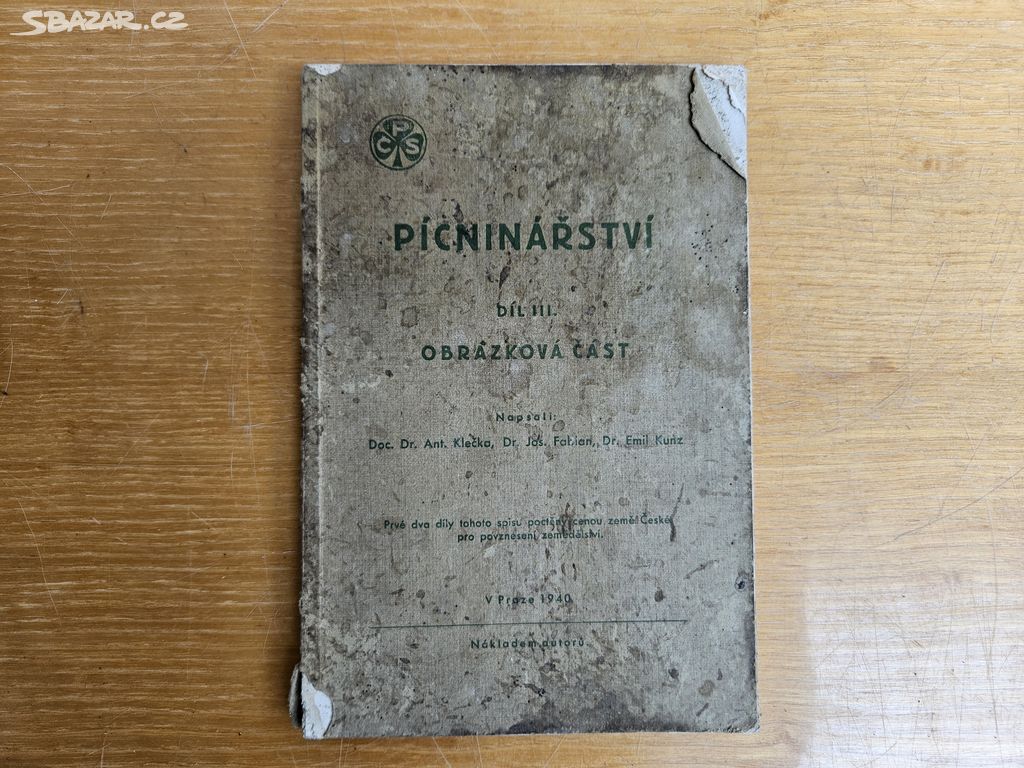 SBAZAR.CZ
P
C S
PÍCNINÁŘSTVÍ
DÍL III.
OBRÁZKOVÁ ČÁST
Napsali:
Doc. Dr. Ant. Klečka, Dr. Jos. Fabian, Dr. Emil Kunz
Prvé dva díly tohoto spisu poctěny cenou země České
pro povznesení zemědělství.
V Praze 1940
Nákladem autorů.